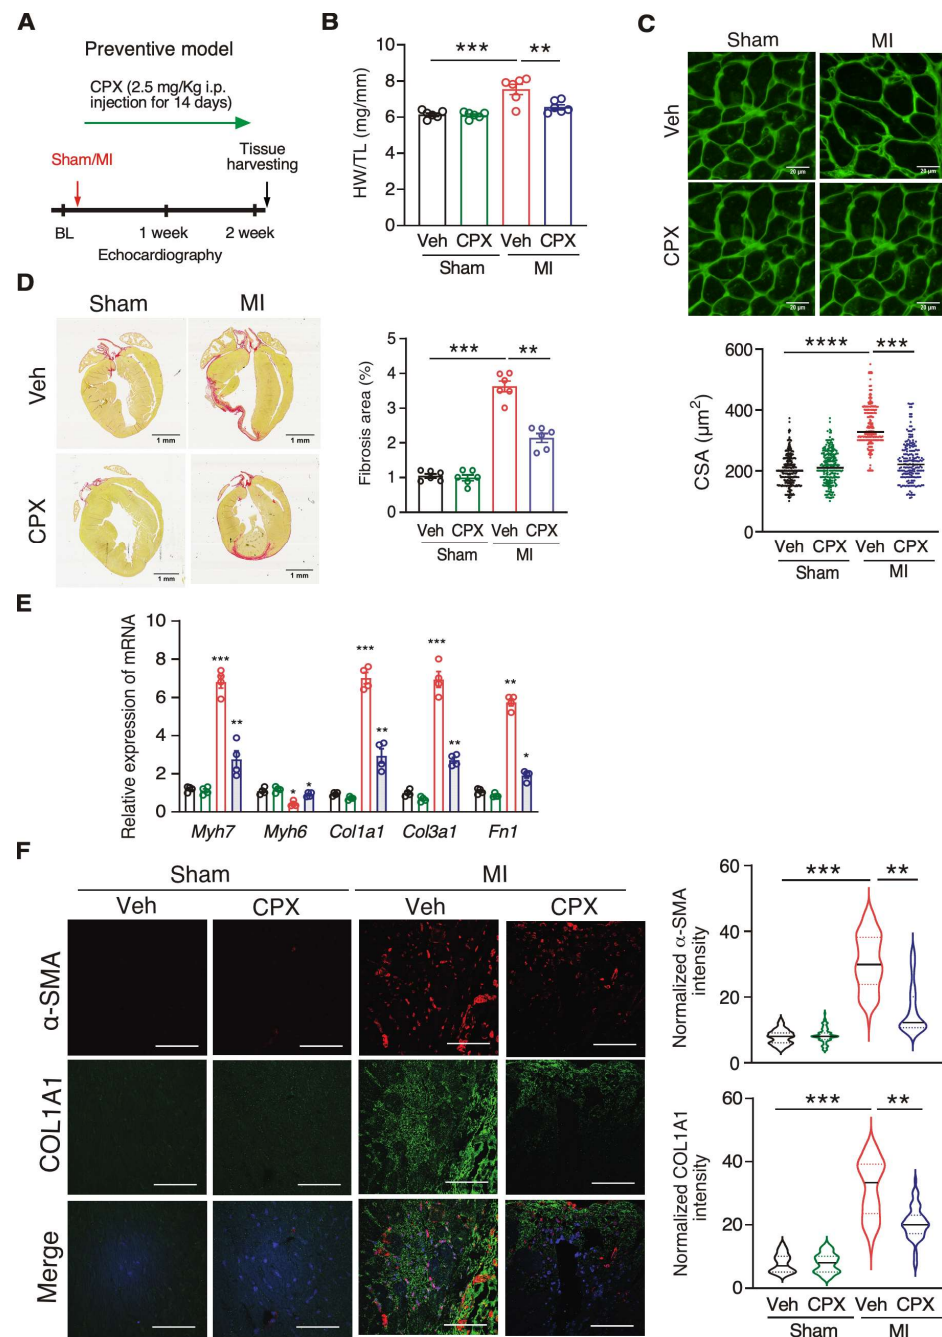 A
Preventive model
CPX (2.5 mg/Kg i.p.
injection for 14 days)
Sham/MI
Tissue
harvesting
BL
1 week
2 week
Echocardiography
B
HW/TL (mg/mm)
10
8
6
4
2
0
***
**
Veh CPX Veh CPX
Sham MI
C
Sham MI
Veh
CPX
20 µm
20 µm
20 µm
20 µm
CSA (µm²)
600
400
200
0
****
***
Veh CPX Veh CPX
Sham MI
D
Sham MI
Veh
CPX
1 mm
1 mm
1 mm
1 mm
Fibrosis area (%)
5
4
3
2
1
0
***
**
Veh CPX Veh CPX
Sham MI
E
Relative expression of mRNA
10
8
6
4
2
0
***
**
*
*
***
**
***
**
**
*
Myh7 Myh6 Col1a1 Col3a1 Fn1
F
Sham MI
Veh CPX Veh CPX
α-SMA
COL1A1
Merge
Normalized α-SMA
intensity
60
40
20
0
***
**
Normalized COL1A1
intensity
60
40
20
0
***
**
Veh CPX Veh CPX
Sham MI